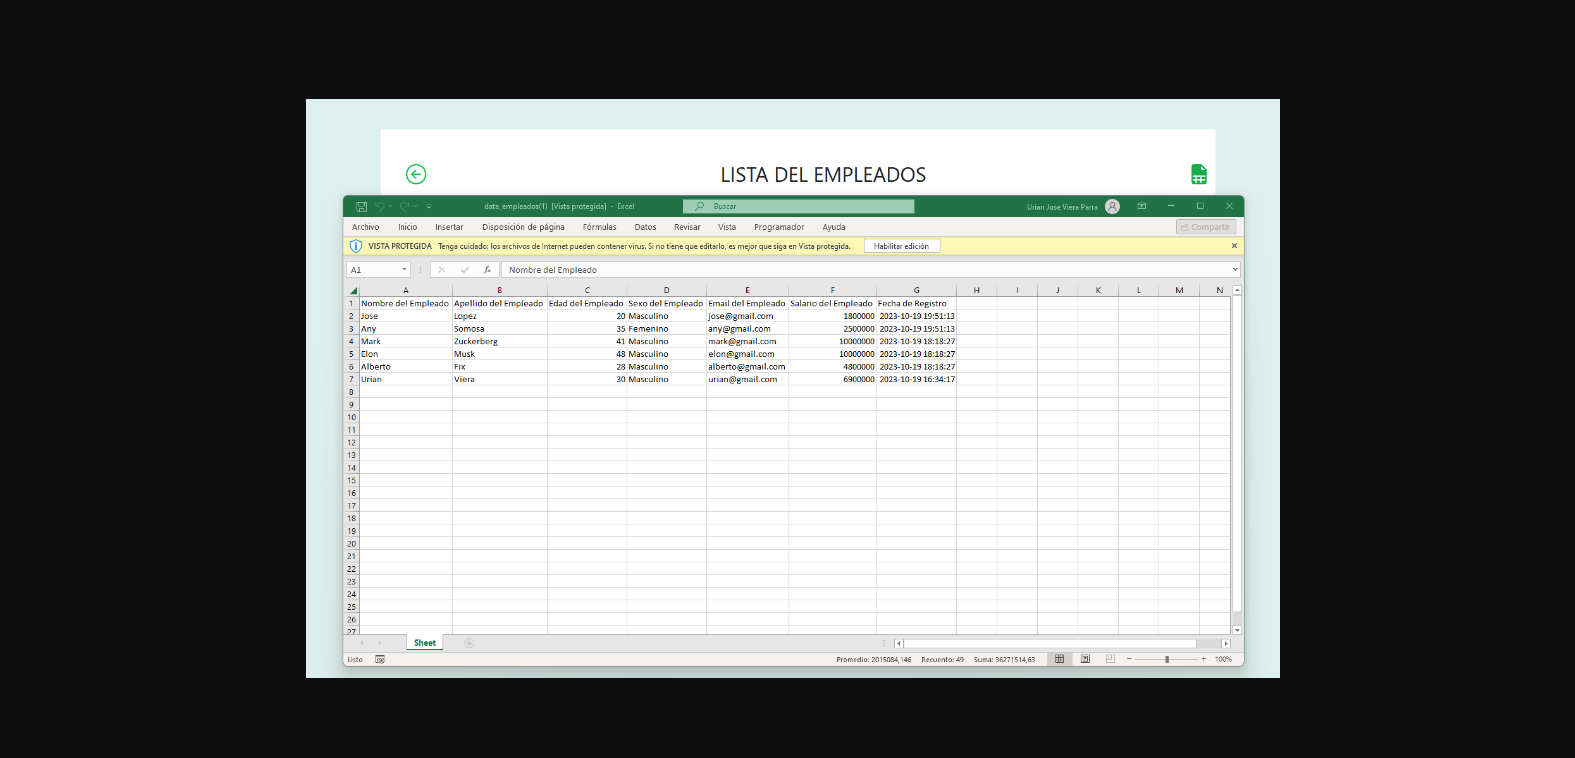 LISTA DEL EMPLEADOS
data_empleados(1) [Vista protegida] - Excel
Buscar
Urian Jose Viera Parra
Archivo Inicio Insertar Disposición de página Fórmulas Datos Revisar Vista Programador Ayuda Compartir
VISTA PROTEGIDA Tenga cuidado: los archivos de Internet pueden contener virus. Si no tiene que editarlo, es mejor que siga en Vista protegida. Habilitar edición
A1 fx Nombre del Empleado
A B C D E F G H I J K L M N
1 Nombre del Empleado Apellido del Empleado Edad del Empleado Sexo del Empleado Email del Empleado Salario del Empleado Fecha de Registro
2 Jose Lopez 20 Masculino jose@gmail.com 1800000 2023-10-19 19:51:13
3 Any Somosa 35 Femenino any@gmail.com 2500000 2023-10-19 19:51:13
4 Mark Zuckerberg 41 Masculino mark@gmail.com 10000000 2023-10-19 18:18:27
5 Elon Musk 48 Masculino elon@gmail.com 10000000 2023-10-19 18:18:27
6 Alberto Fix 28 Masculino alberto@gmail.com 4800000 2023-10-19 18:18:27
7 Urian Viera 30 Masculino urian@gmail.com 6900000 2023-10-19 16:34:17
8
9
10
11
12
13
14
15
16
17
18
19
20
21
22
23
24
25
26
27
Sheet
Listo Promedio: 2015084,146 Recuento: 49 Suma: 36271514,63 100%